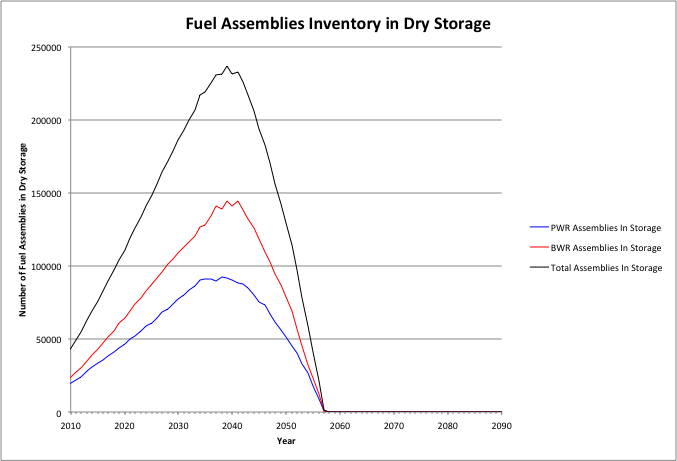 Fuel Assemblies Inventory in Dry Storage
250000
200000
150000
100000
50000
0
Number of Fuel Assemblies in Dry Storage
2010 2020 2030 2040 2050 2060 2070 2080 2090
Year
PWR Assemblies In Storage
BWR Assemblies In Storage
Total Assemblies In Storage